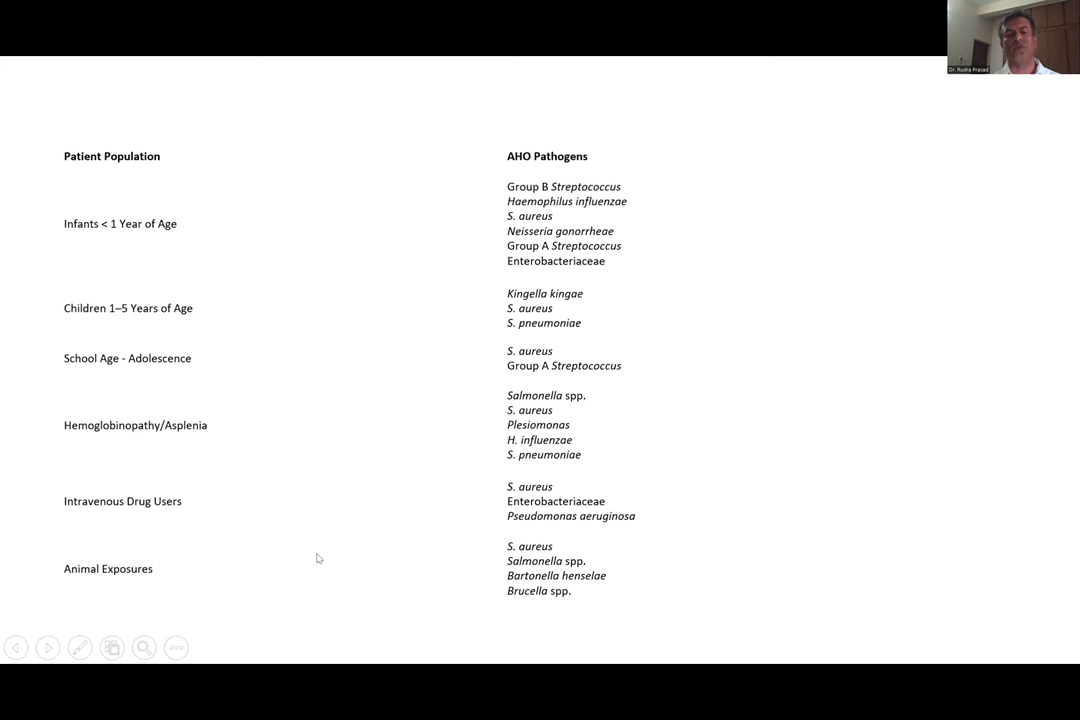 Dr. Rudra Prasad
Patient Population
AHO Pathogens
Infants < 1 Year of Age
Group B Streptococcus
Haemophilus influenzae
S. aureus
Neisseria gonorrheae
Group A Streptococcus
Enterobacteriaceae
Children 1–5 Years of Age
Kingella kingae
S. aureus
S. pneumoniae
School Age - Adolescence
S. aureus
Group A Streptococcus
Hemoglobinopathy/Asplenia
Salmonella spp.
S. aureus
Plesiomonas
H. influenzae
S. pneumoniae
Intravenous Drug Users
S. aureus
Enterobacteriaceae
Pseudomonas aeruginosa
Animal Exposures
S. aureus
Salmonella spp.
Bartonella henselae
Brucella spp.